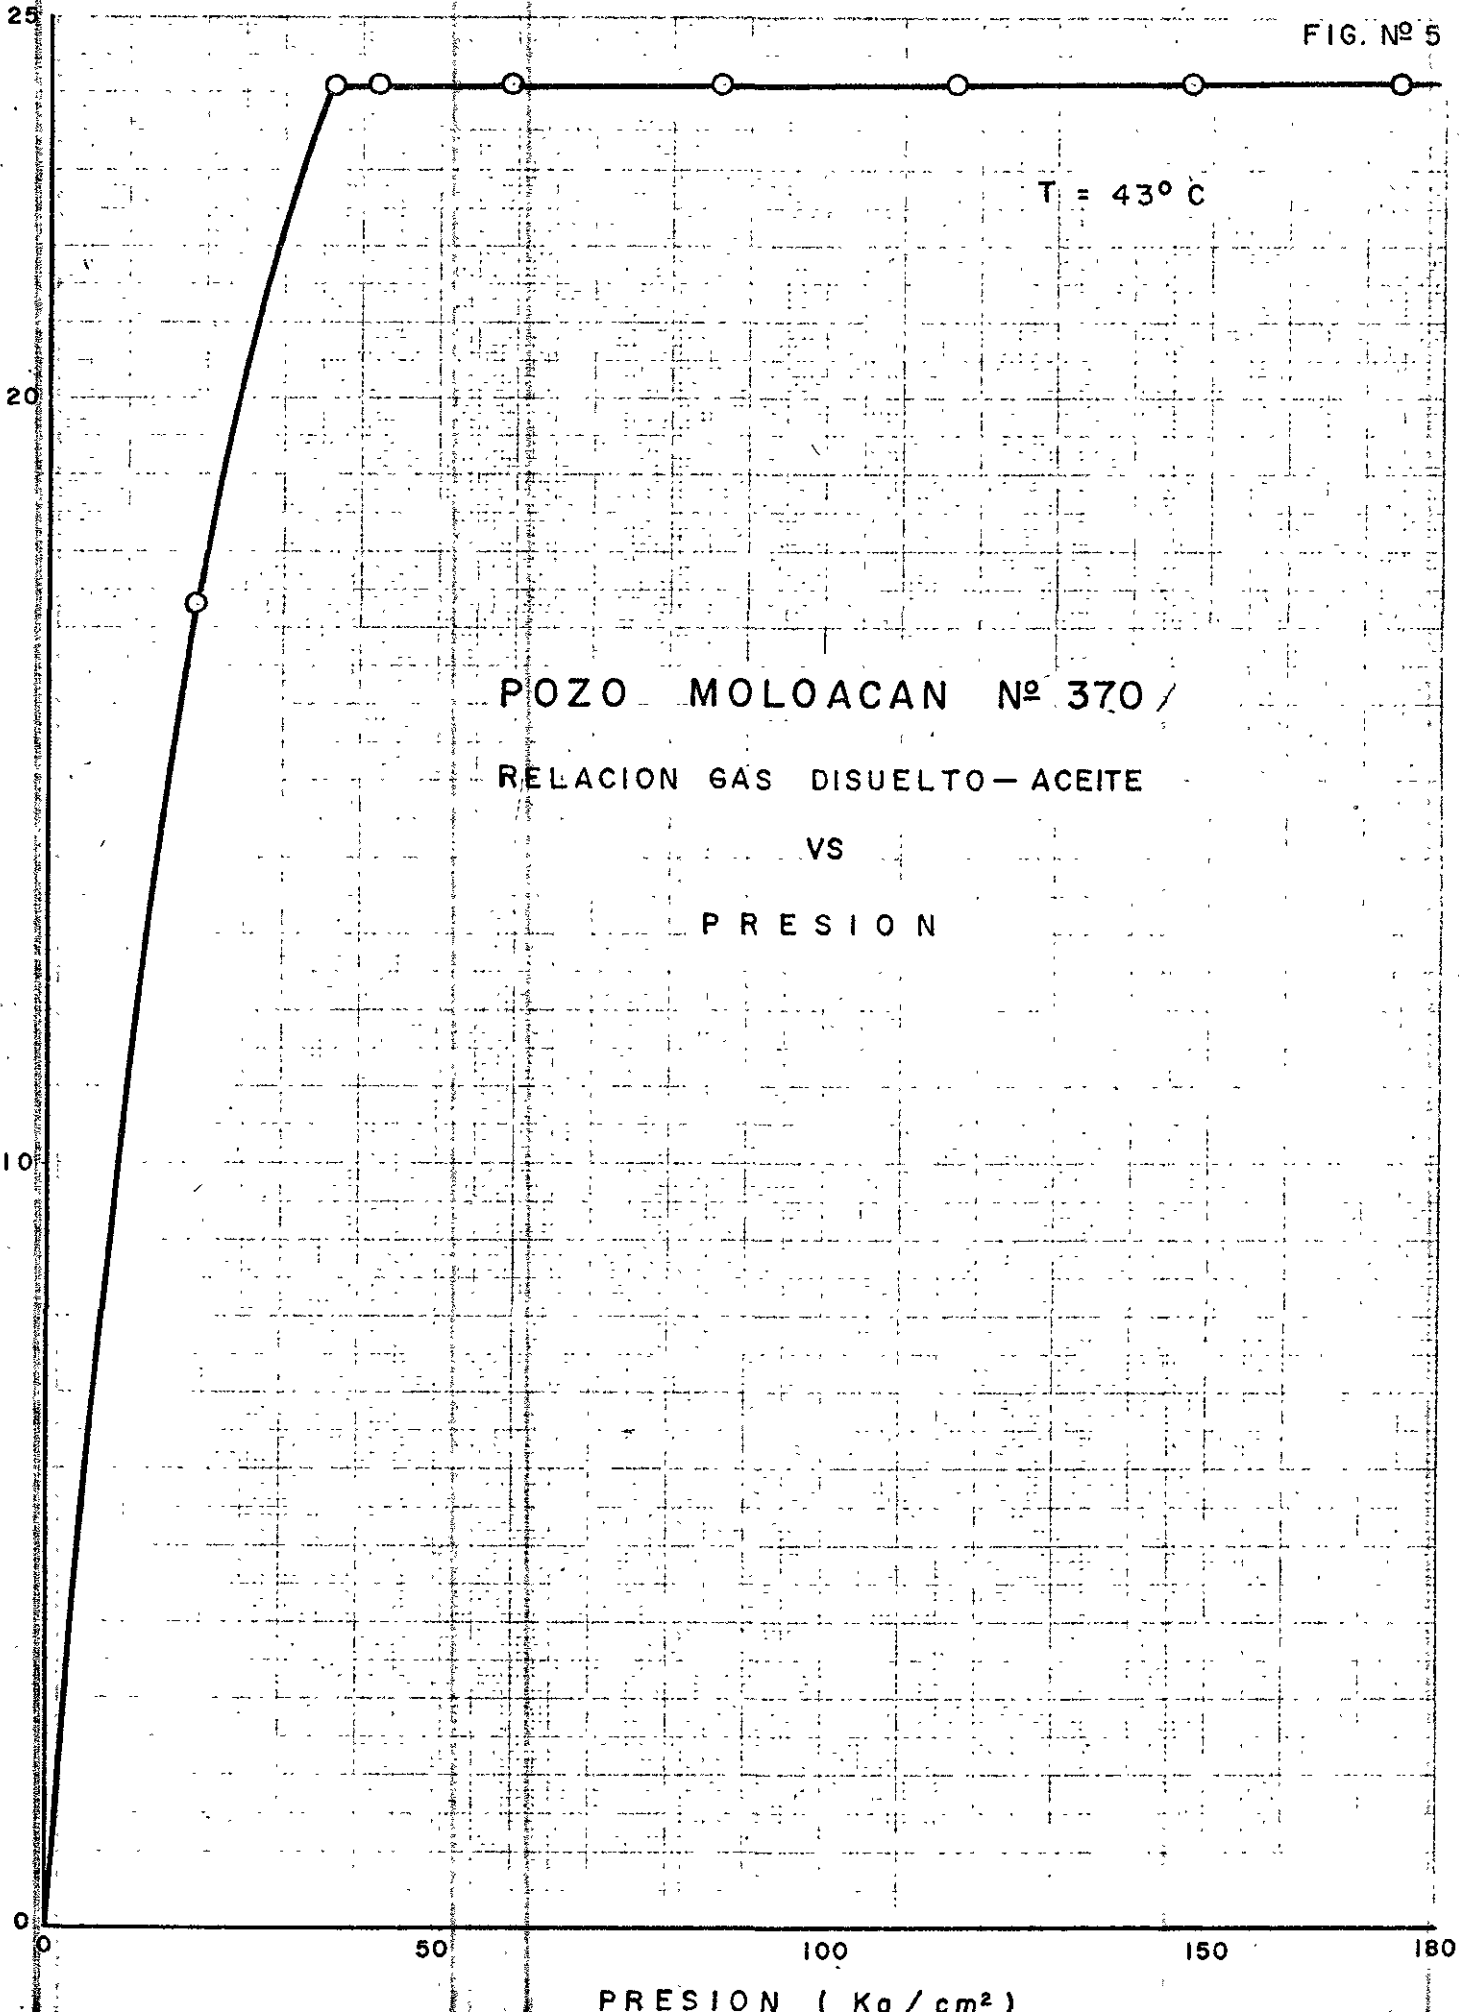 25
FIG. Nº 5
T = 43° C
20
POZO MOLOACAN Nº 370
RELACION GAS DISUELTO — ACEITE
VS
PRESION
10
0
0 50 100 150 180
PRESION ( Kg / cm² )